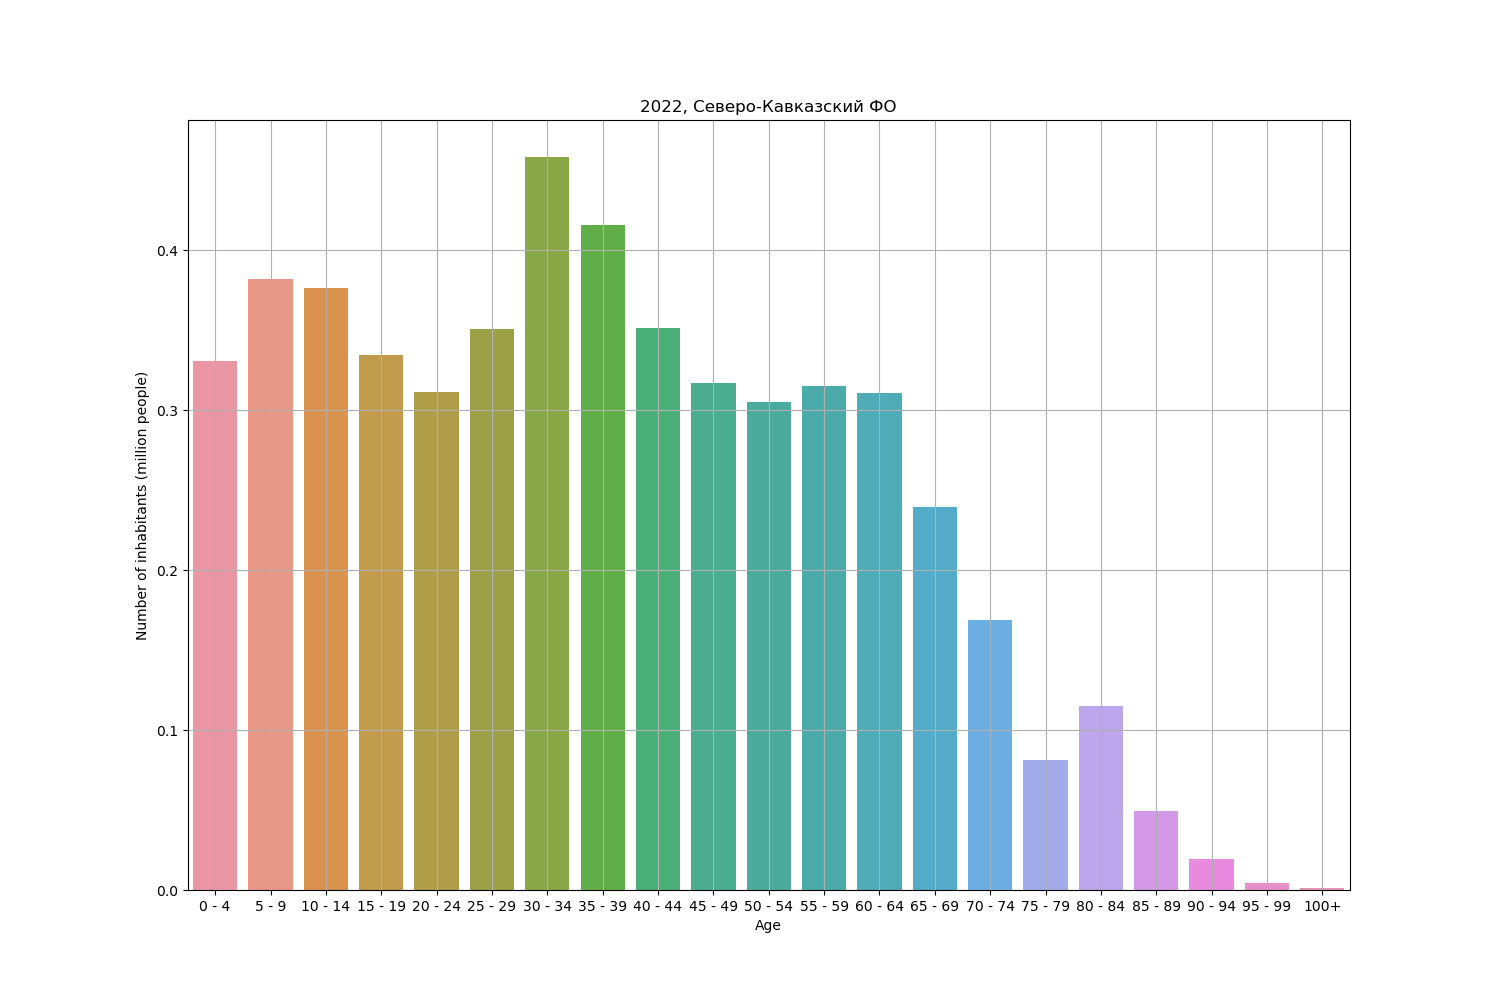 2022, Северо-Кавказский ФО
Number of inhabitants (million people)
0.4
0.3
0.2
0.1
0.0
0 - 4 5 - 9 10 - 14 15 - 19 20 - 24 25 - 29 30 - 34 35 - 39 40 - 44 45 - 49 50 - 54 55 - 59 60 - 64 65 - 69 70 - 74 75 - 79 80 - 84 85 - 89 90 - 94 95 - 99 100+
Age